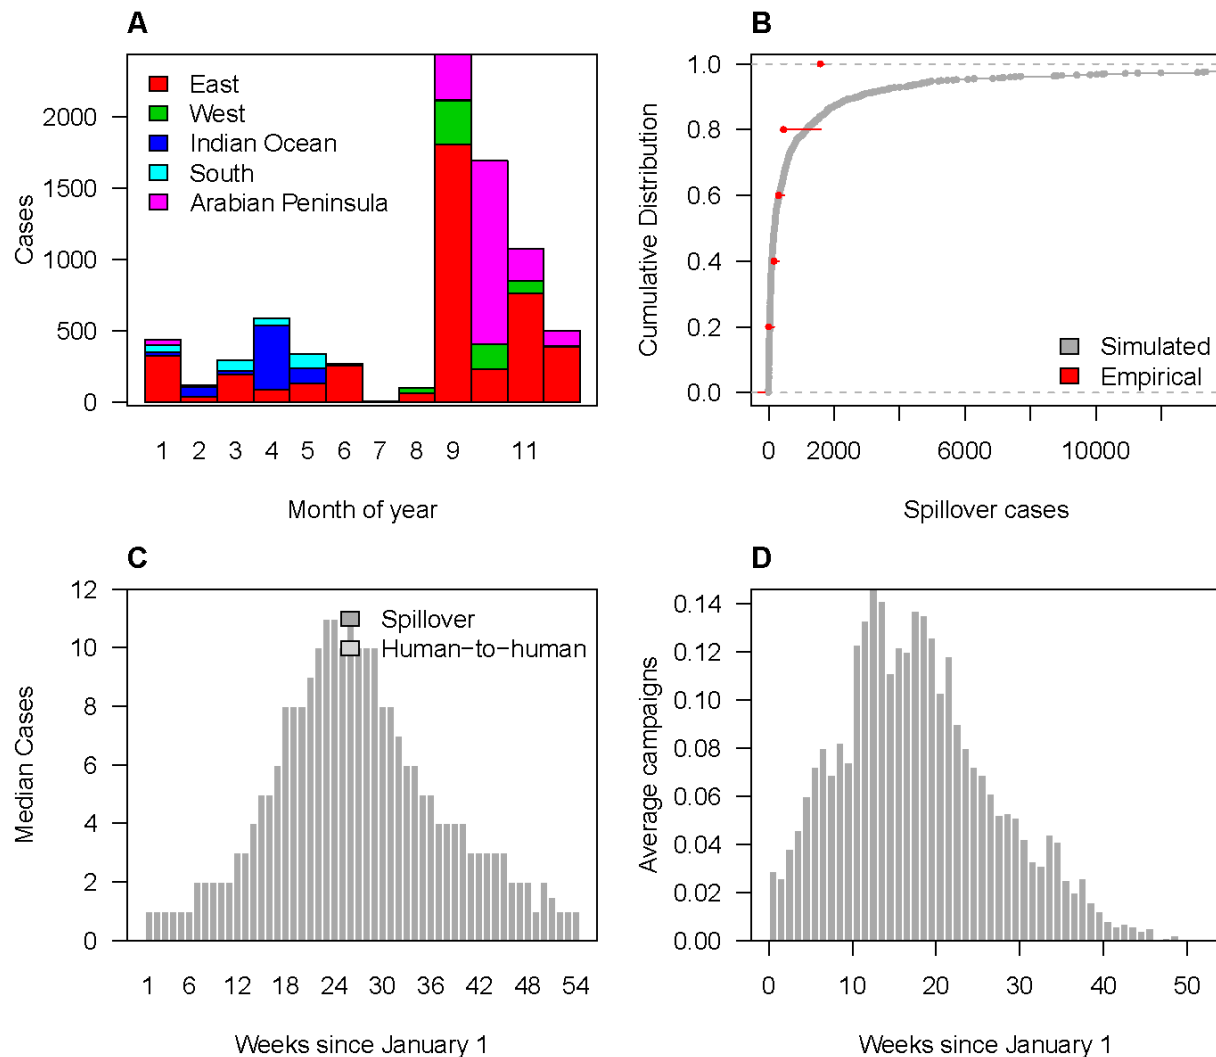 A
East
West
Indian Ocean
South
Arabian Peninsula
Cases
2000
1500
1000
500
0
1 2 3 4 5 6 7 8 9 11
Month of year
B
Cumulative Distribution
1.0
0.8
0.6
0.4
0.2
0.0
Simulated
Empirical
0 2000 6000 10000
Spillover cases
C
Median Cases
12
10
8
6
4
2
0
Spillover
Human−to−human
1 6 12 18 24 30 36 42 48 54
Weeks since January 1
D
Average campaigns
0.14
0.12
0.10
0.08
0.06
0.04
0.02
0.00
0 10 20 30 40 50
Weeks since January 1